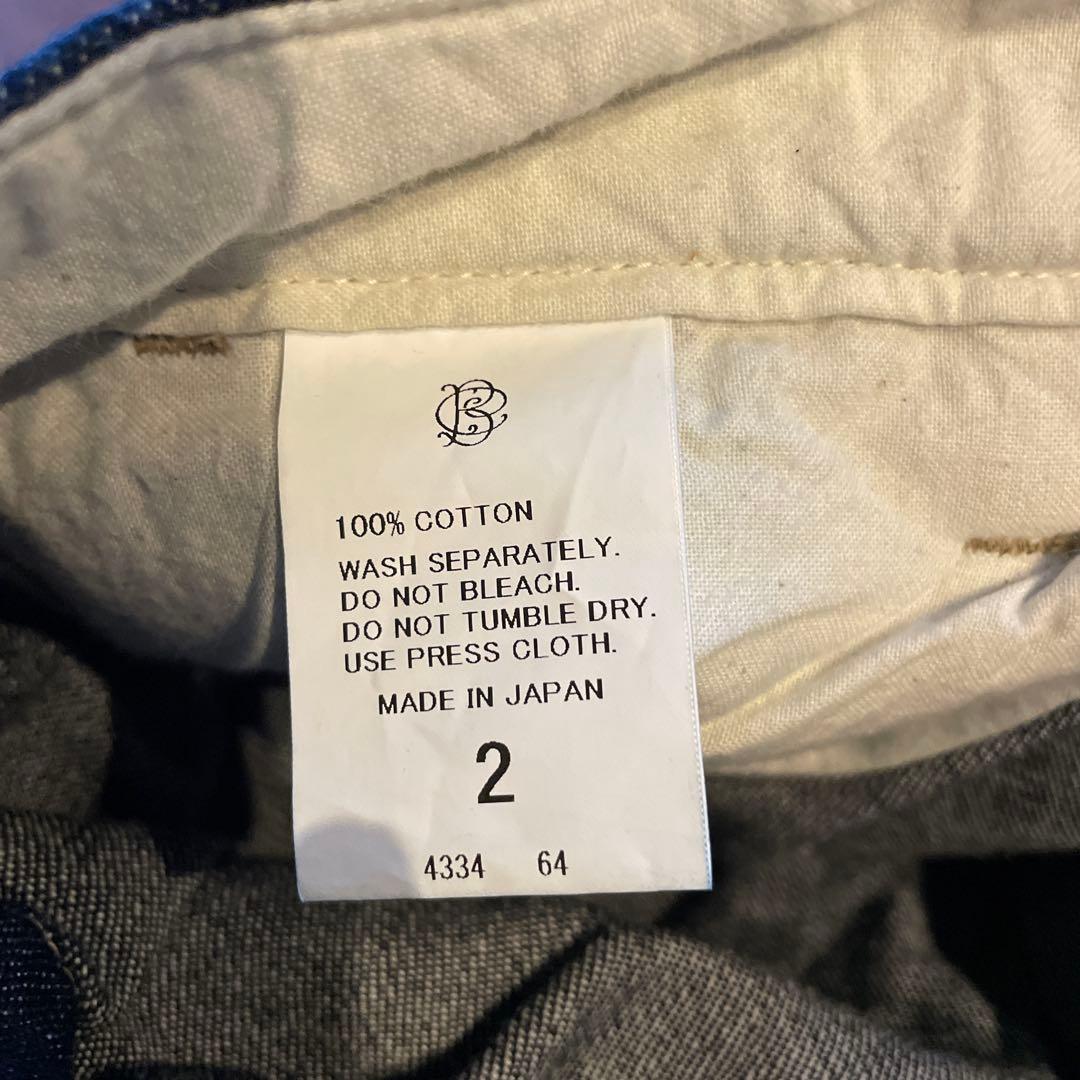 100% COTTON
WASH SEPARATELY.
DO NOT BLEACH.
DO NOT TUMBLE DRY.
USE PRESS CLOTH.
MADE IN JAPAN
2
4334 64